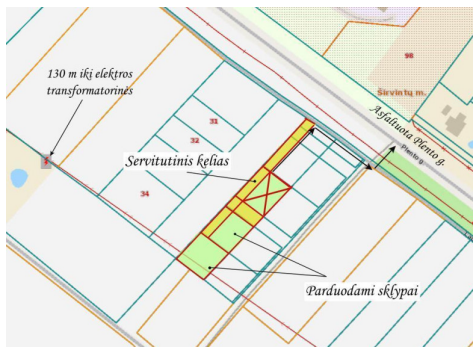 98
Širvintų m.
130 m iki elektros
transformatorinės
Asfaltuota Plento g.
Plento g.
31
32
Servitutinis kelias
34
Parduodami sklypai